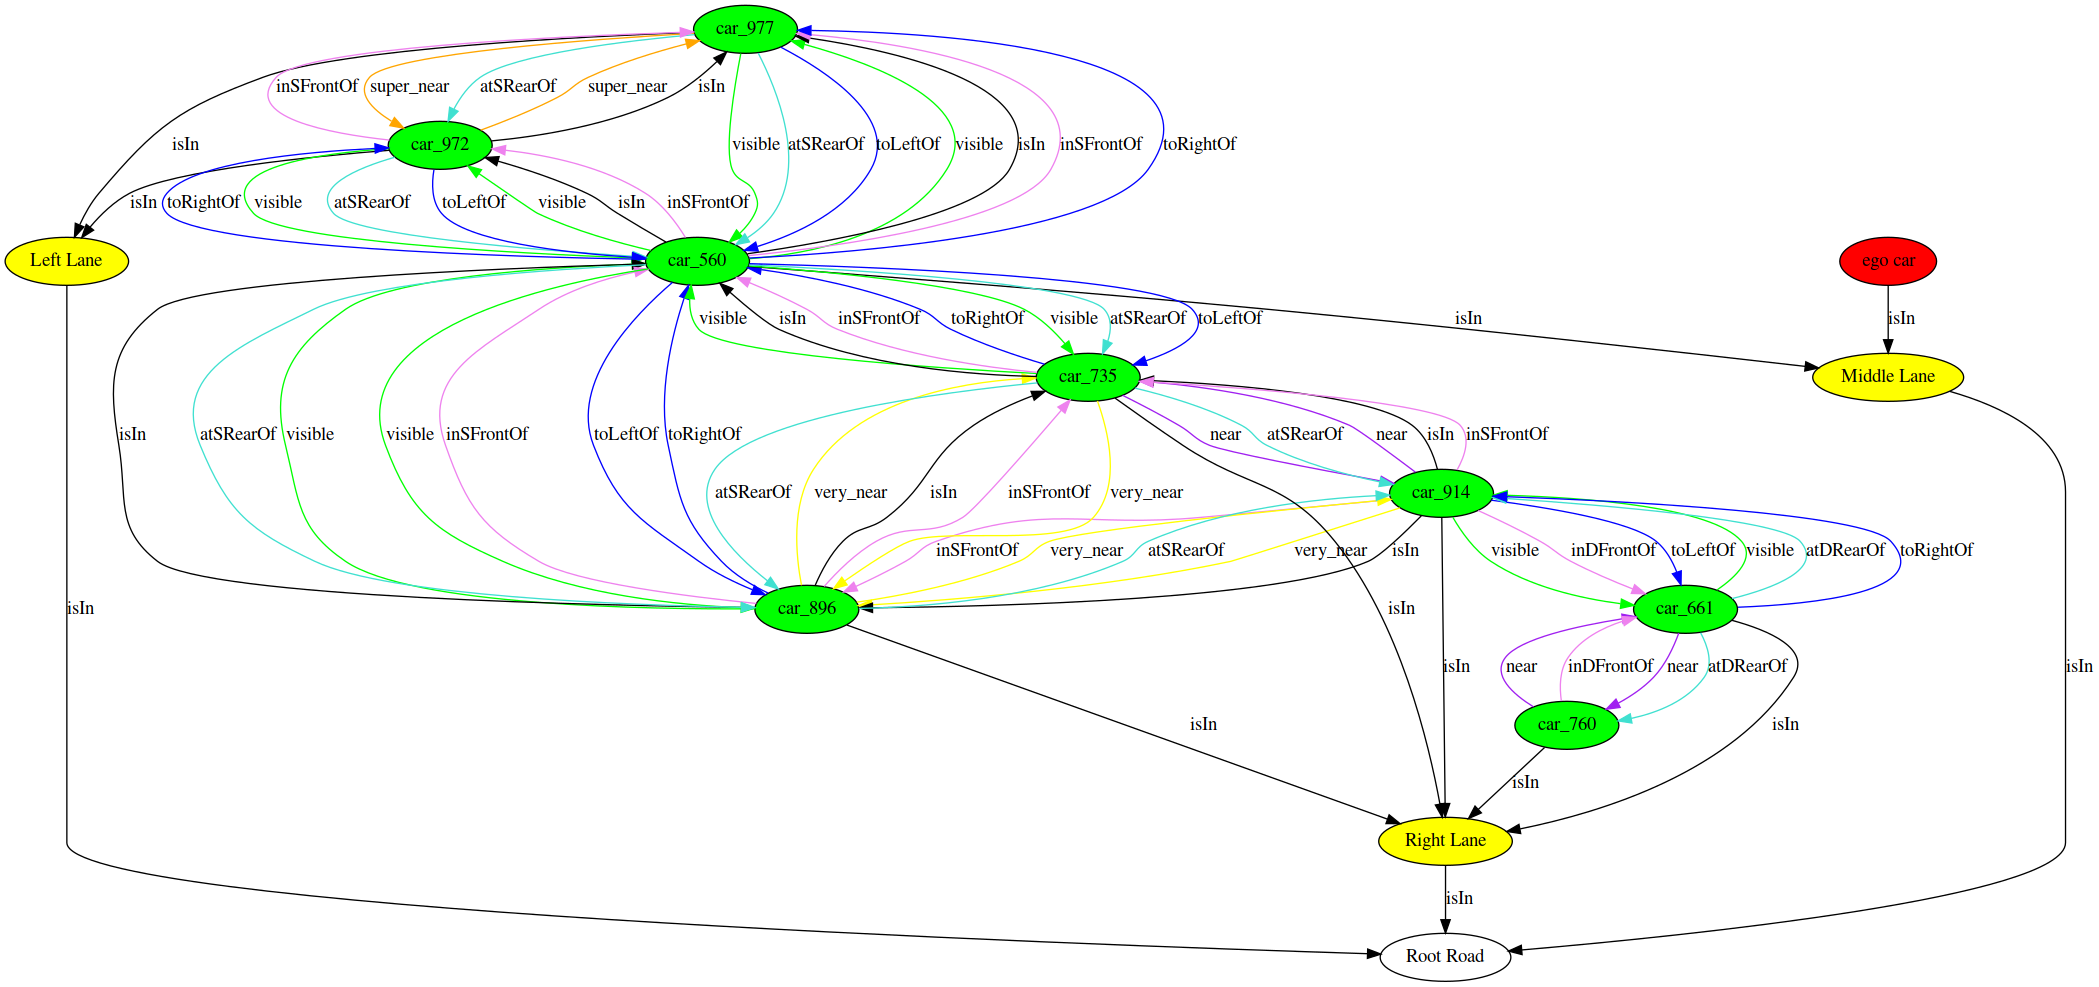 car_977
inSFrontOf super_near atSRearOf super_near isIn
isIn car_972 visible atSRearOf toLeftOf visible isIn inSFrontOf toRightOf
isIn toRightOf visible atSRearOf toLeftOf visible isIn inSFrontOf
Left Lane car_560 ego car
visible isIn inSFrontOf toRightOf visible atSRearOf toLeftOf isIn isIn
car_735 Middle Lane
isIn atSRearOf visible visible inSFrontOf toLeftOf toRightOf near atSRearOf near isIn inSFrontOf
atSRearOf very_near isIn inSFrontOf very_near car_914
inSFrontOf very_near atSRearOf very_near isIn visible inDFrontOf toLeftOf visible atDRearOf toRightOf
isIn car_896 isIn car_661
isIn near inDFrontOf near atDRearOf isIn
isIn car_760 isIn
isIn
Right Lane
isIn
Root Road